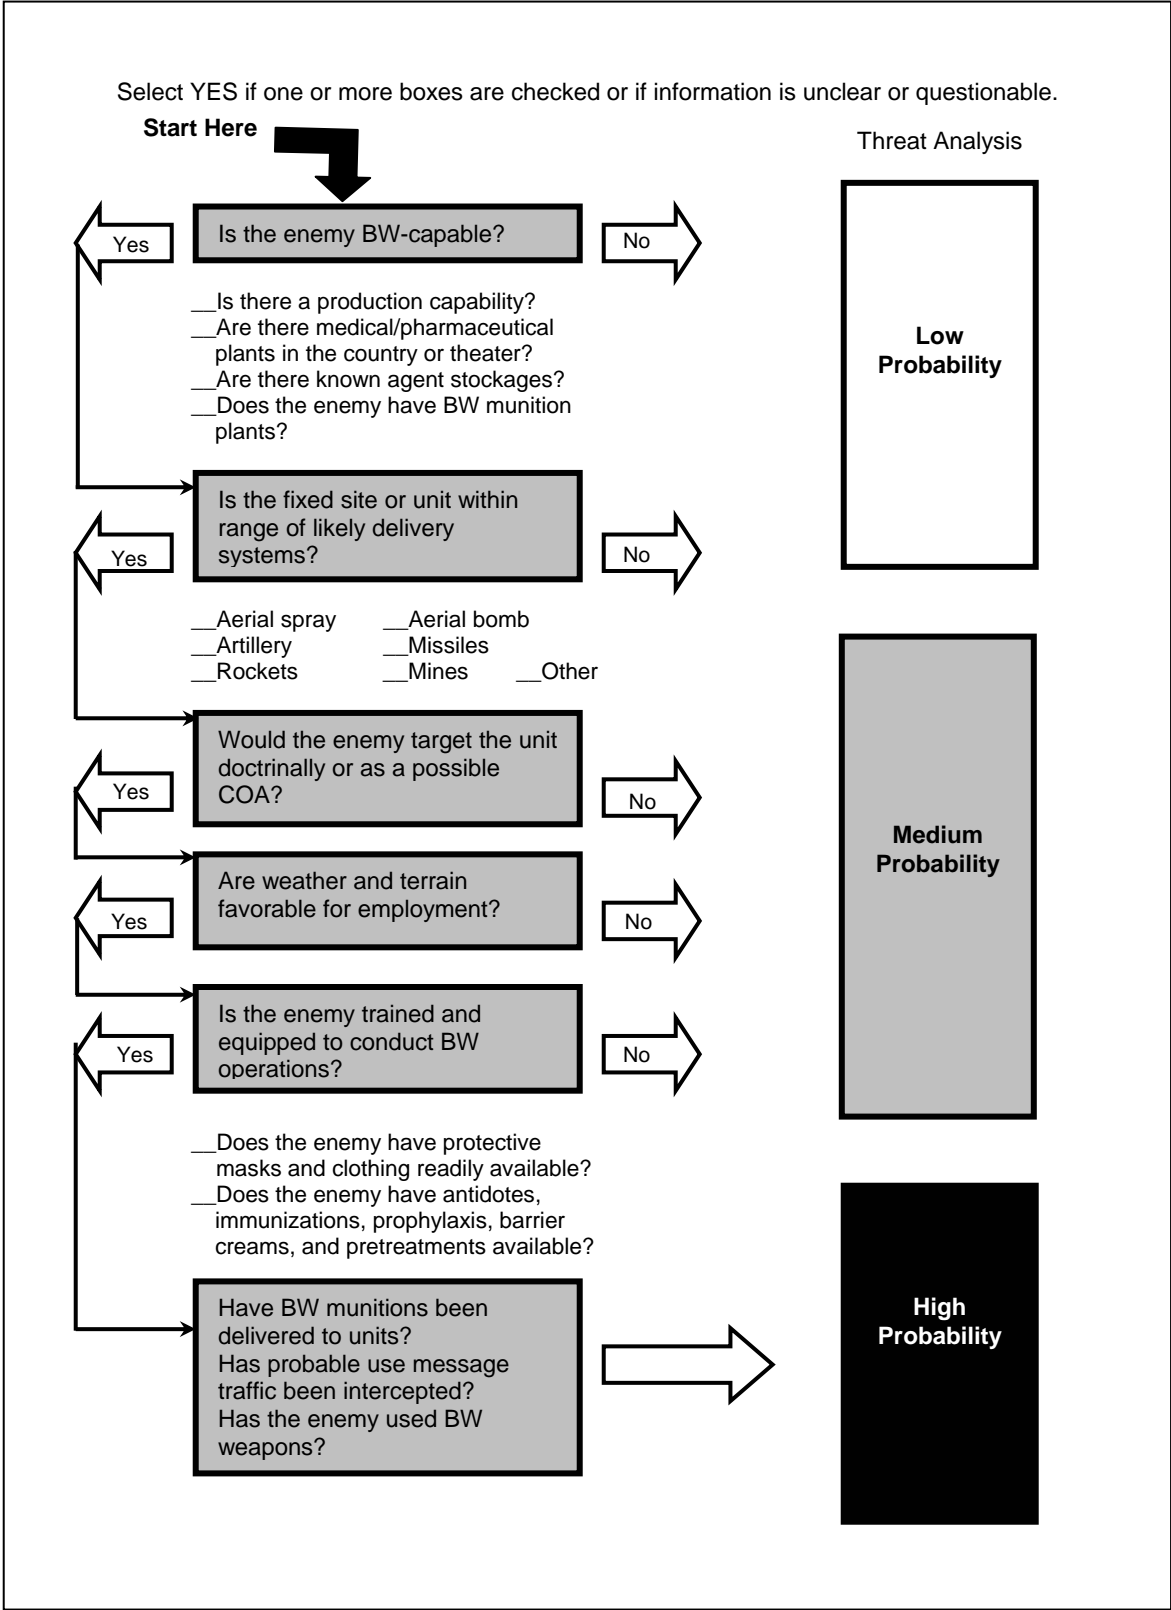 Select YES if one or more boxes are checked or if information is unclear or questionable.
Start Here
Threat Analysis
Yes
Is the enemy BW-capable?
No
__Is there a production capability?
__Are there medical/pharmaceutical
plants in the country or theater?
__Are there known agent stockages?
__Does the enemy have BW munition
plants?
Low
Probability
Yes
Is the fixed site or unit within
range of likely delivery
systems?
No
__Aerial spray __Aerial bomb
__Artillery __Missiles
__Rockets __Mines __Other
Yes
Would the enemy target the unit
doctrinally or as a possible
COA?
No
Medium
Probability
Yes
Are weather and terrain
favorable for employment?
No
Yes
Is the enemy trained and
equipped to conduct BW
operations?
No
__Does the enemy have protective
masks and clothing readily available?
__Does the enemy have antidotes,
immunizations, prophylaxis, barrier
creams, and pretreatments available?
Have BW munitions been
delivered to units?
Has probable use message
traffic been intercepted?
Has the enemy used BW
weapons?
High
Probability